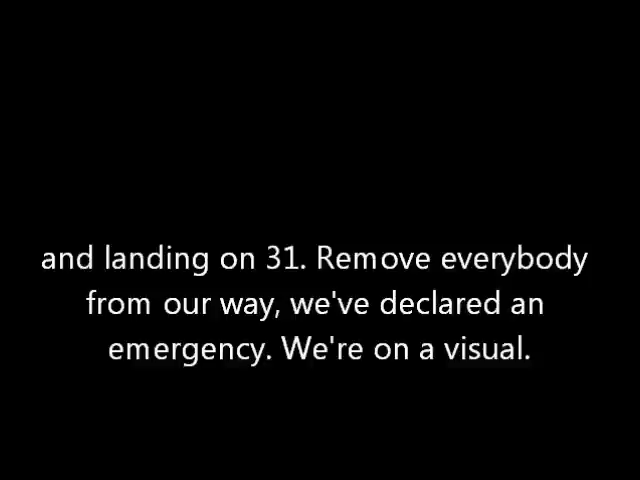 and landing on 31. Remove everybody
from our way, we've declared an
emergency. We're on a visual.